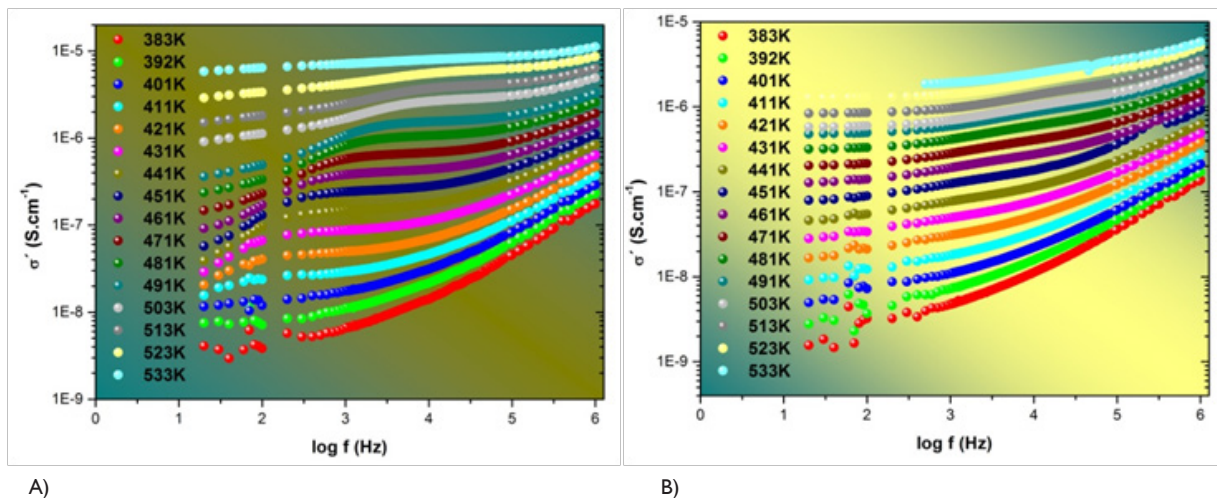 A
383K
392K
401K
411K
421K
431K
441K
451K
461K
471K
481K
491K
503K
513K
523K
533K
1E-5
1E-6
1E-7
1E-8
1E-9
σ´ (S.cm⁻¹)
0 1 2 3 4 5 6
log f (Hz)
B
383K
392K
401K
411K
421K
431K
441K
451K
461K
471K
481K
491K
503K
513K
523K
533K
1E-5
1E-6
1E-7
1E-8
1E-9
σ´ (S.cm⁻¹)
0 1 2 3 4 5 6
log f (Hz)
A) B)